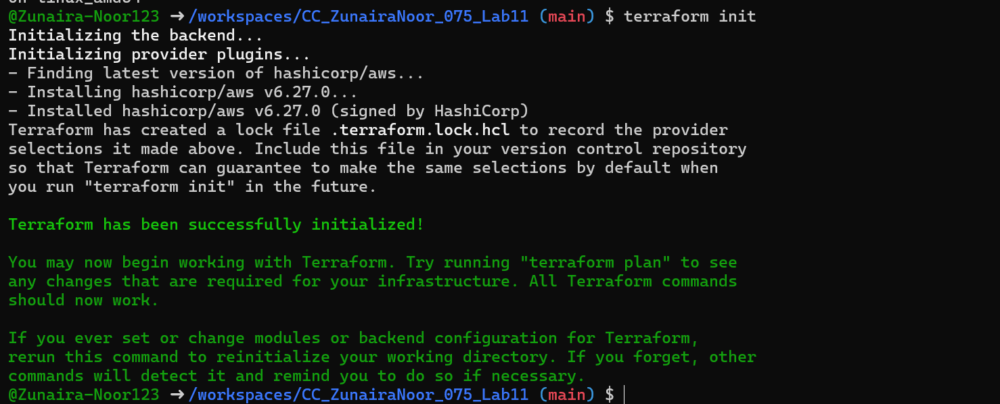 @Zunaira-Noor123 ➜ /workspaces/CC_ZunairaNoor_075_Lab11 (main) $ terraform init
Initializing the backend...
Initializing provider plugins...
- Finding latest version of hashicorp/aws...
- Installing hashicorp/aws v6.27.0...
- Installed hashicorp/aws v6.27.0 (signed by HashiCorp)
Terraform has created a lock file .terraform.lock.hcl to record the provider
selections it made above. Include this file in your version control repository
so that Terraform can guarantee to make the same selections by default when
you run "terraform init" in the future.
Terraform has been successfully initialized!
You may now begin working with Terraform. Try running "terraform plan" to see
any changes that are required for your infrastructure. All Terraform commands
should now work.
If you ever set or change modules or backend configuration for Terraform,
rerun this command to reinitialize your working directory. If you forget, other
commands will detect it and remind you to do so if necessary.
@Zunaira-Noor123 ➜ /workspaces/CC_ZunairaNoor_075_Lab11 (main) $